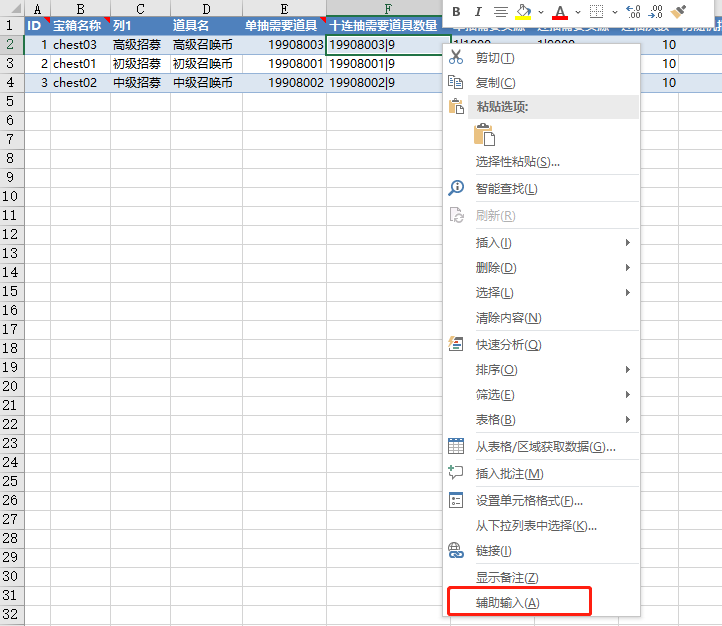 B I A
A B C D E F
1 ID 宝箱名称 列1 道具名 单抽需要道具 十连抽需要道具数量
2 1 chest03 高级招募 高级召唤币 19908003 19908003|9 10
3 2 chest01 初级招募 初级召唤币 19908001 19908001|9 10
4 3 chest02 中级招募 中级召唤币 19908002 19908002|9 10
5
6
7
8
9
10
11
12
13
14
15
16
17
18
19
20
21
22
23
24
25
26
27
28
29
30
31
32
剪切(T)
复制(C)
粘贴选项:
选择性粘贴(S)...
智能查找(L)
刷新(R)
插入(I)
删除(D)
选择(L)
清除内容(N)
快速分析(Q)
排序(O)
筛选(E)
表格(B)
从表格/区域获取数据(G)...
插入批注(M)
设置单元格格式(F)...
从下拉列表中选择(K)...
链接(I)
显示备注(Z)
辅助输入(A)